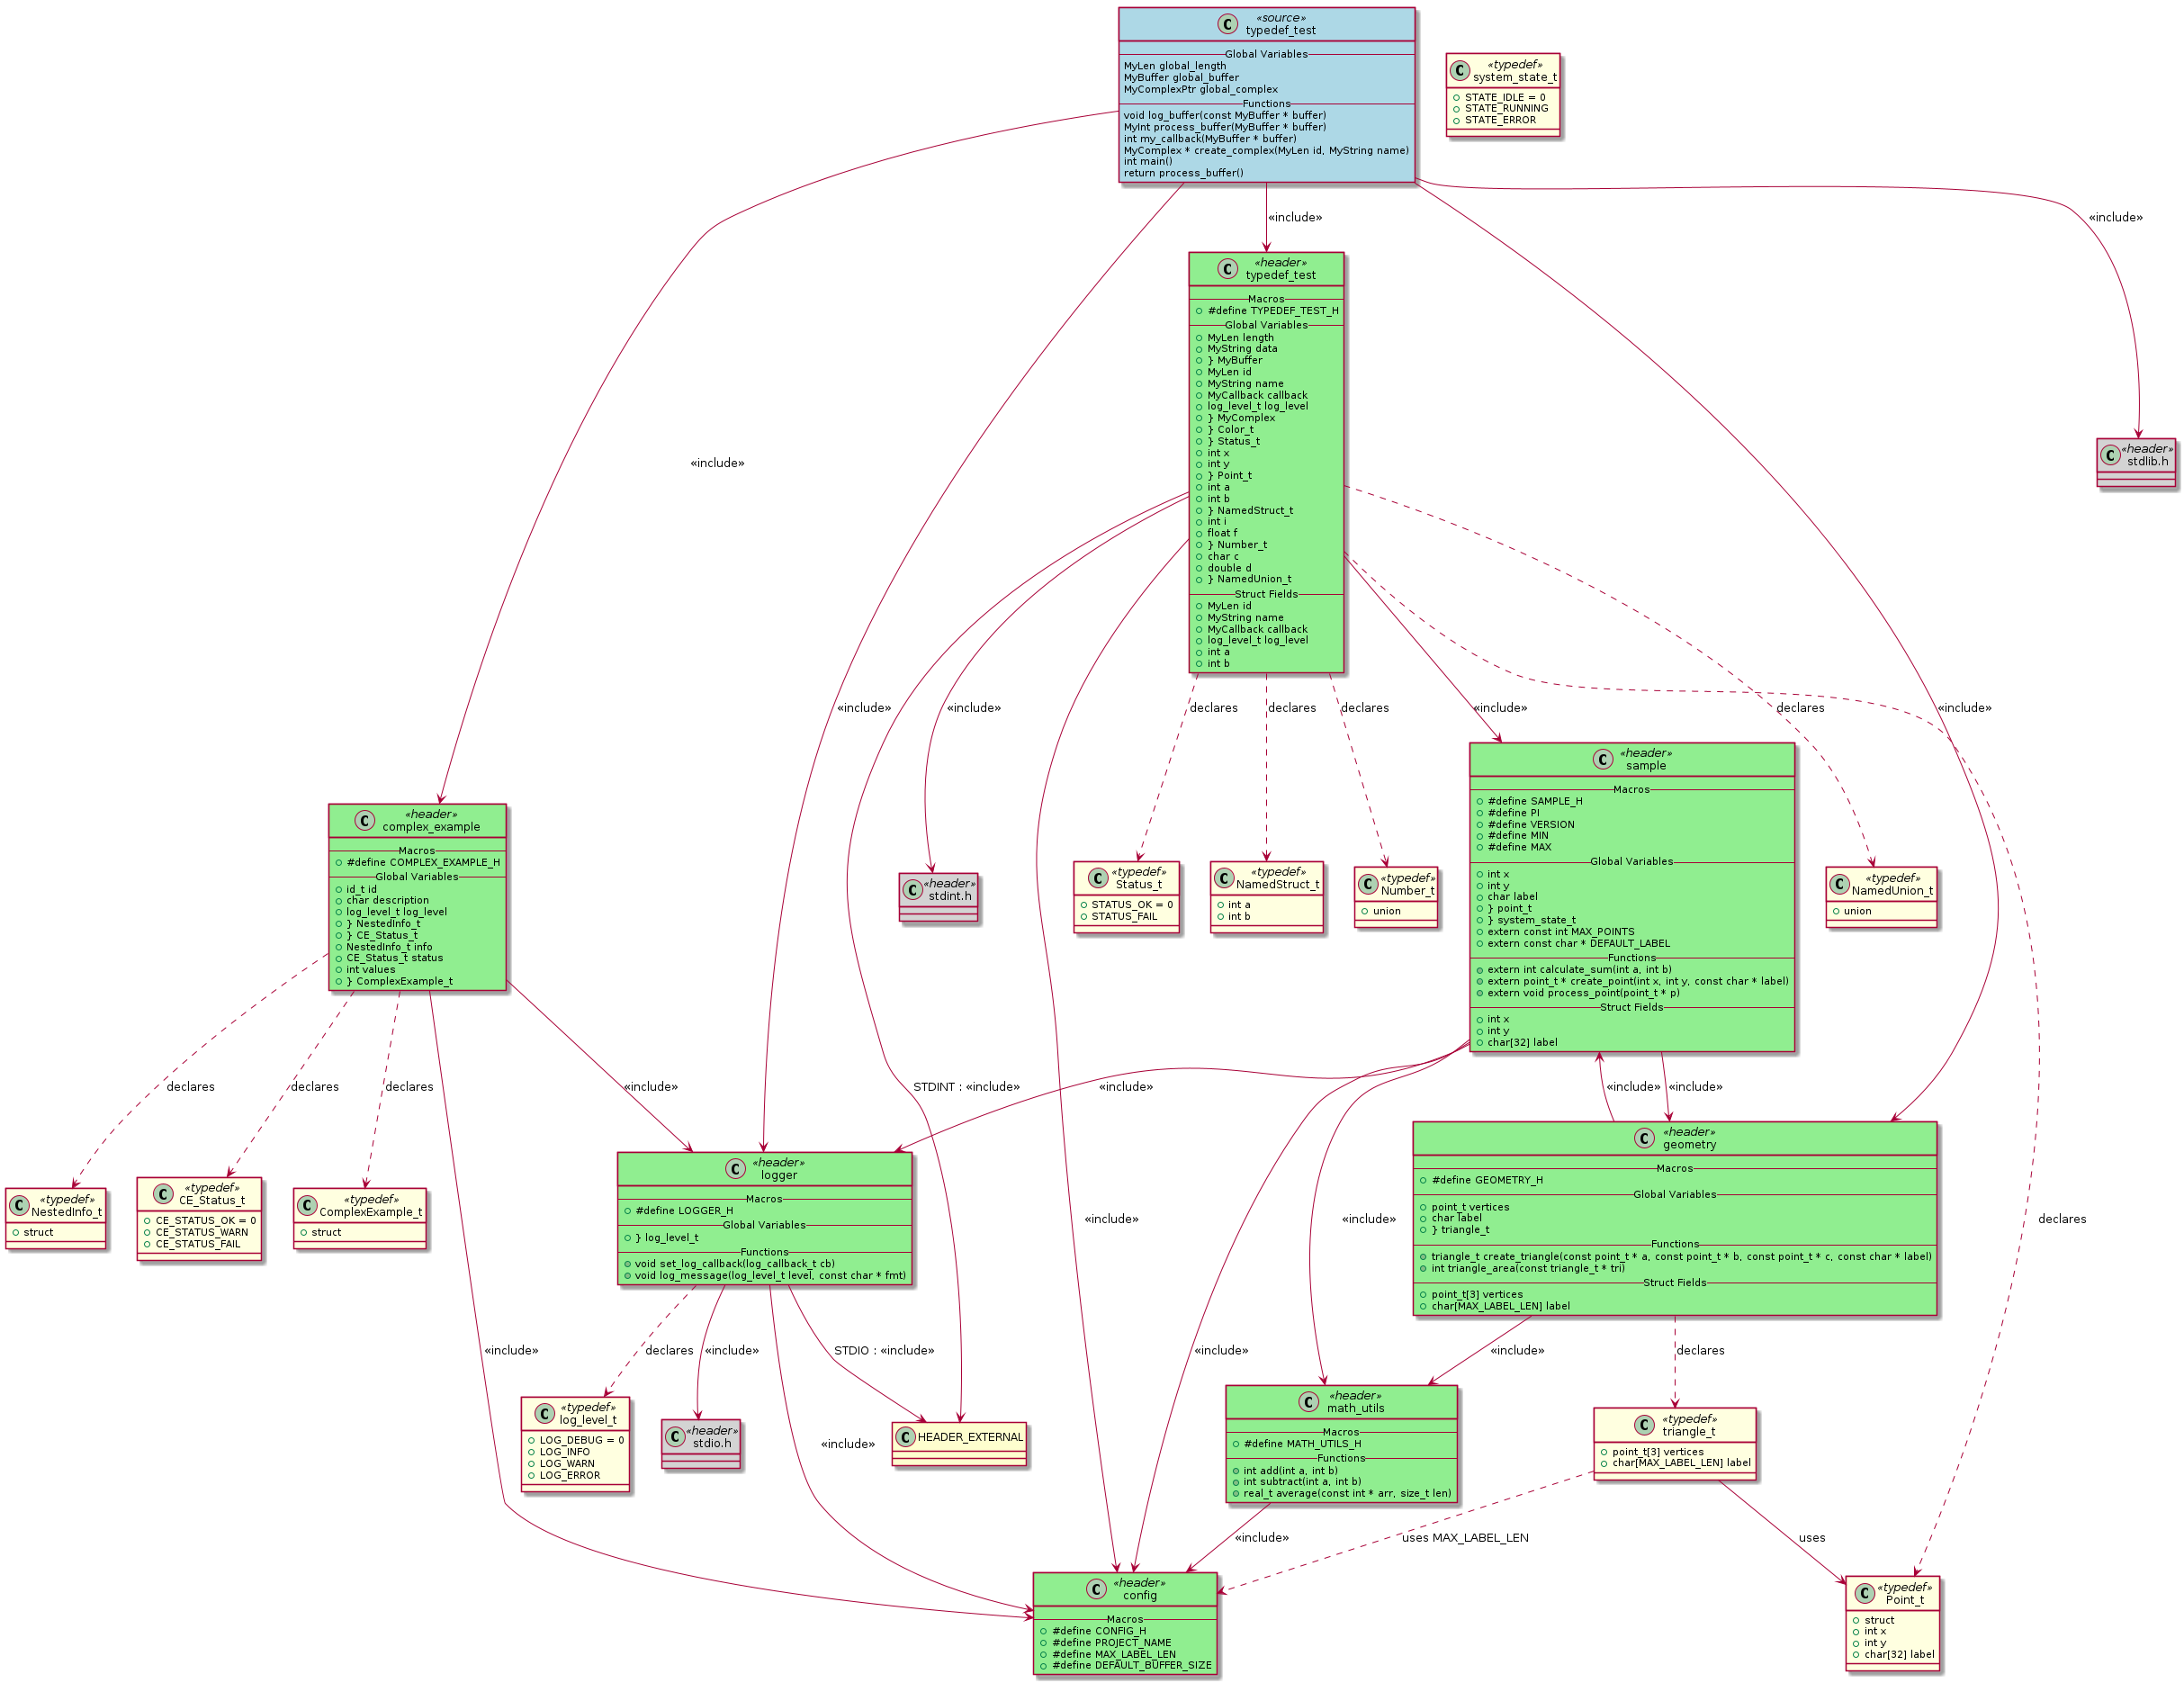 «source»
typedef_test
Global Variables
MyLen global_length
MyBuffer global_buffer
MyComplexPtr global_complex
Functions
void log_buffer(const MyBuffer * buffer)
MyInt process_buffer(MyBuffer * buffer)
int my_callback(MyBuffer * buffer)
MyComplex * create_complex(MyLen id, MyString name)
int main()
return process_buffer()
«typedef»
system_state_t
STATE_IDLE = 0
STATE_RUNNING
STATE_ERROR
«include»
«include»
«header»
typedef_test
Macros
#define TYPEDEF_TEST_H
Global Variables
MyLen length
MyString data
} MyBuffer
MyLen id
MyString name
MyCallback callback
log_level_t log_level
} MyComplex
} Color_t
} Status_t
int x
int y
} Point_t
int a
int b
} NamedStruct_t
int i
float f
} Number_t
char c
double d
} NamedUnion_t
Struct Fields
MyLen id
MyString name
MyCallback callback
log_level_t log_level
int a
int b
«header»
stdlib.h
«include»
«include»
«include»
declares
declares
declares
«include»
declares
«include»
«header»
sample
Macros
#define SAMPLE_H
#define PI
#define VERSION
#define MIN
#define MAX
Global Variables
int x
int y
char label
} point_t
} system_state_t
extern const int MAX_POINTS
extern const char * DEFAULT_LABEL
Functions
extern int calculate_sum(int a, int b)
extern point_t * create_point(int x, int y, const char * label)
extern void process_point(point_t * p)
Struct Fields
int x
int y
char[32] label
«header»
complex_example
Macros
#define COMPLEX_EXAMPLE_H
Global Variables
id_t id
char description
log_level_t log_level
} NestedInfo_t
} CE_Status_t
NestedInfo_t info
CE_Status_t status
int values
} ComplexExample_t
«header»
stdint.h
«typedef»
Status_t
STATUS_OK = 0
STATUS_FAIL
«typedef»
NamedStruct_t
int a
int b
«typedef»
Number_t
union
«typedef»
NamedUnion_t
union
declares
declares
declares
«include»
STDINT : «include»
«include»
«include»
«include»
«typedef»
NestedInfo_t
struct
«typedef»
CE_Status_t
CE_STATUS_OK = 0
CE_STATUS_WARN
CE_STATUS_FAIL
«typedef»
ComplexExample_t
struct
«header»
logger
Macros
#define LOGGER_H
Global Variables
} log_level_t
Functions
void set_log_callback(log_callback_t cb)
void log_message(log_level_t level, const char * fmt)
«include»
«include»
«header»
geometry
Macros
#define GEOMETRY_H
Global Variables
point_t vertices
char label
} triangle_t
Functions
triangle_t create_triangle(const point_t * a, const point_t * b, const point_t * c, const char * label)
int triangle_area(const triangle_t * tri)
Struct Fields
point_t[3] vertices
char[MAX_LABEL_LEN] label
declares
«include»
declares
«include»
STDIO : «include»
«include»
«include»
declares
«typedef»
log_level_t
LOG_DEBUG = 0
LOG_INFO
LOG_WARN
LOG_ERROR
«header»
stdio.h
«include»
HEADER_EXTERNAL
«header»
math_utils
Macros
#define MATH_UTILS_H
Functions
int add(int a, int b)
int subtract(int a, int b)
real_t average(const int * arr, size_t len)
«typedef»
triangle_t
point_t[3] vertices
char[MAX_LABEL_LEN] label
«include»
uses MAX_LABEL_LEN
uses
«header»
config
Macros
#define CONFIG_H
#define PROJECT_NAME
#define MAX_LABEL_LEN
#define DEFAULT_BUFFER_SIZE
«typedef»
Point_t
struct
int x
int y
char[32] label